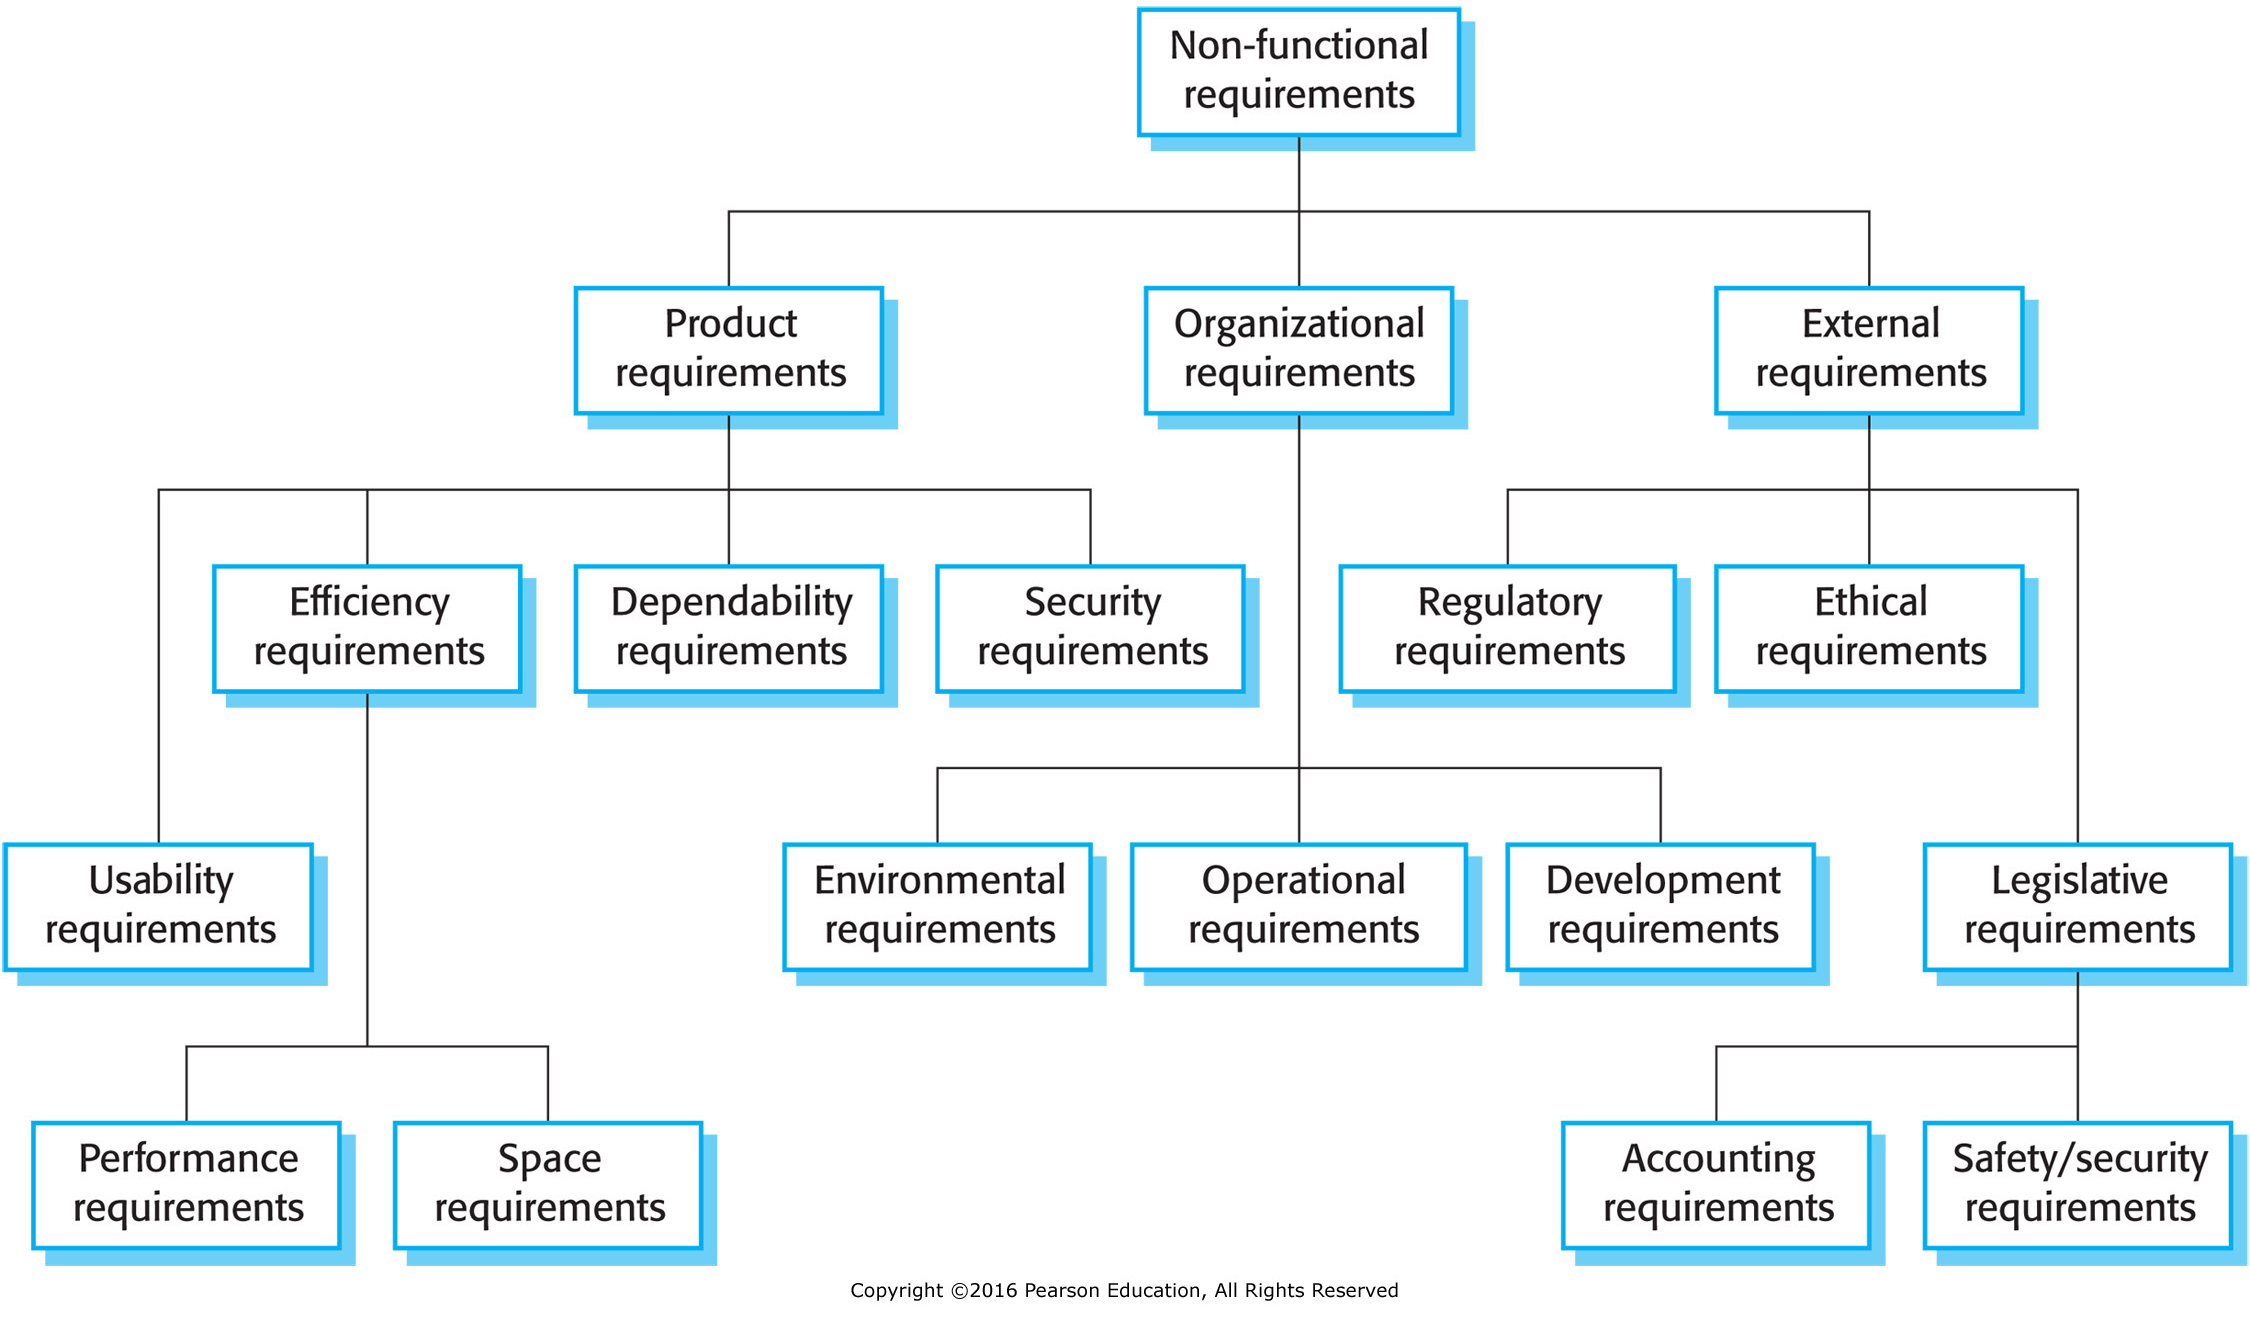 Non-functional
requirements
Product
requirements
Organizational
requirements
External
requirements
Efficiency
requirements
Dependability
requirements
Security
requirements
Regulatory
requirements
Ethical
requirements
Usability
requirements
Environmental
requirements
Operational
requirements
Development
requirements
Legislative
requirements
Performance
requirements
Space
requirements
Accounting
requirements
Safety/security
requirements
Copyright ©2016 Pearson Education, All Rights Reserved